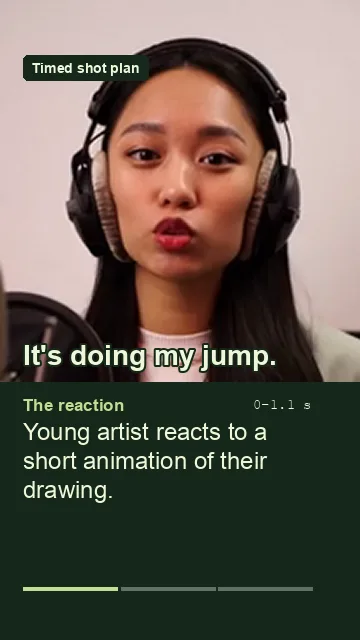 Timed shot plan
It's doing my jump.
The reaction
0–1.1 s
Young artist reacts to a
short animation of their
drawing.